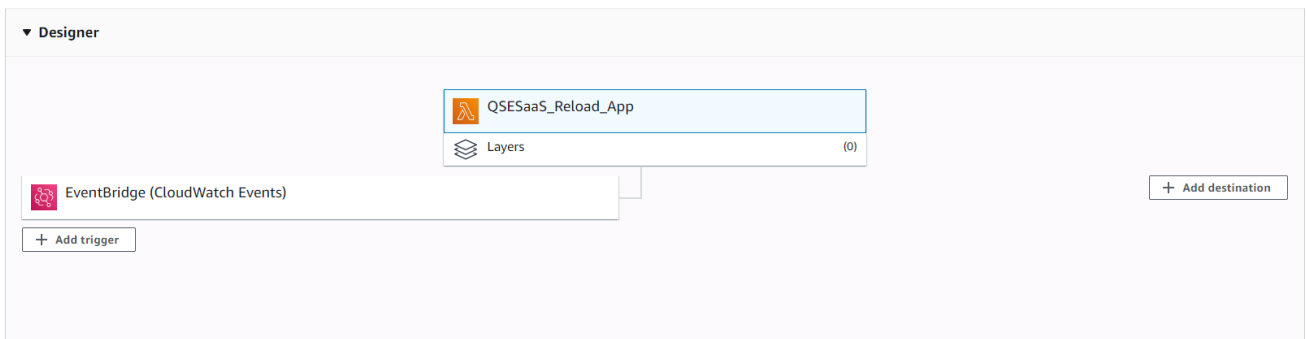 Designer
QSESaaS_Reload_App
Layers (0)
EventBridge (CloudWatch Events)
Add destination
Add trigger